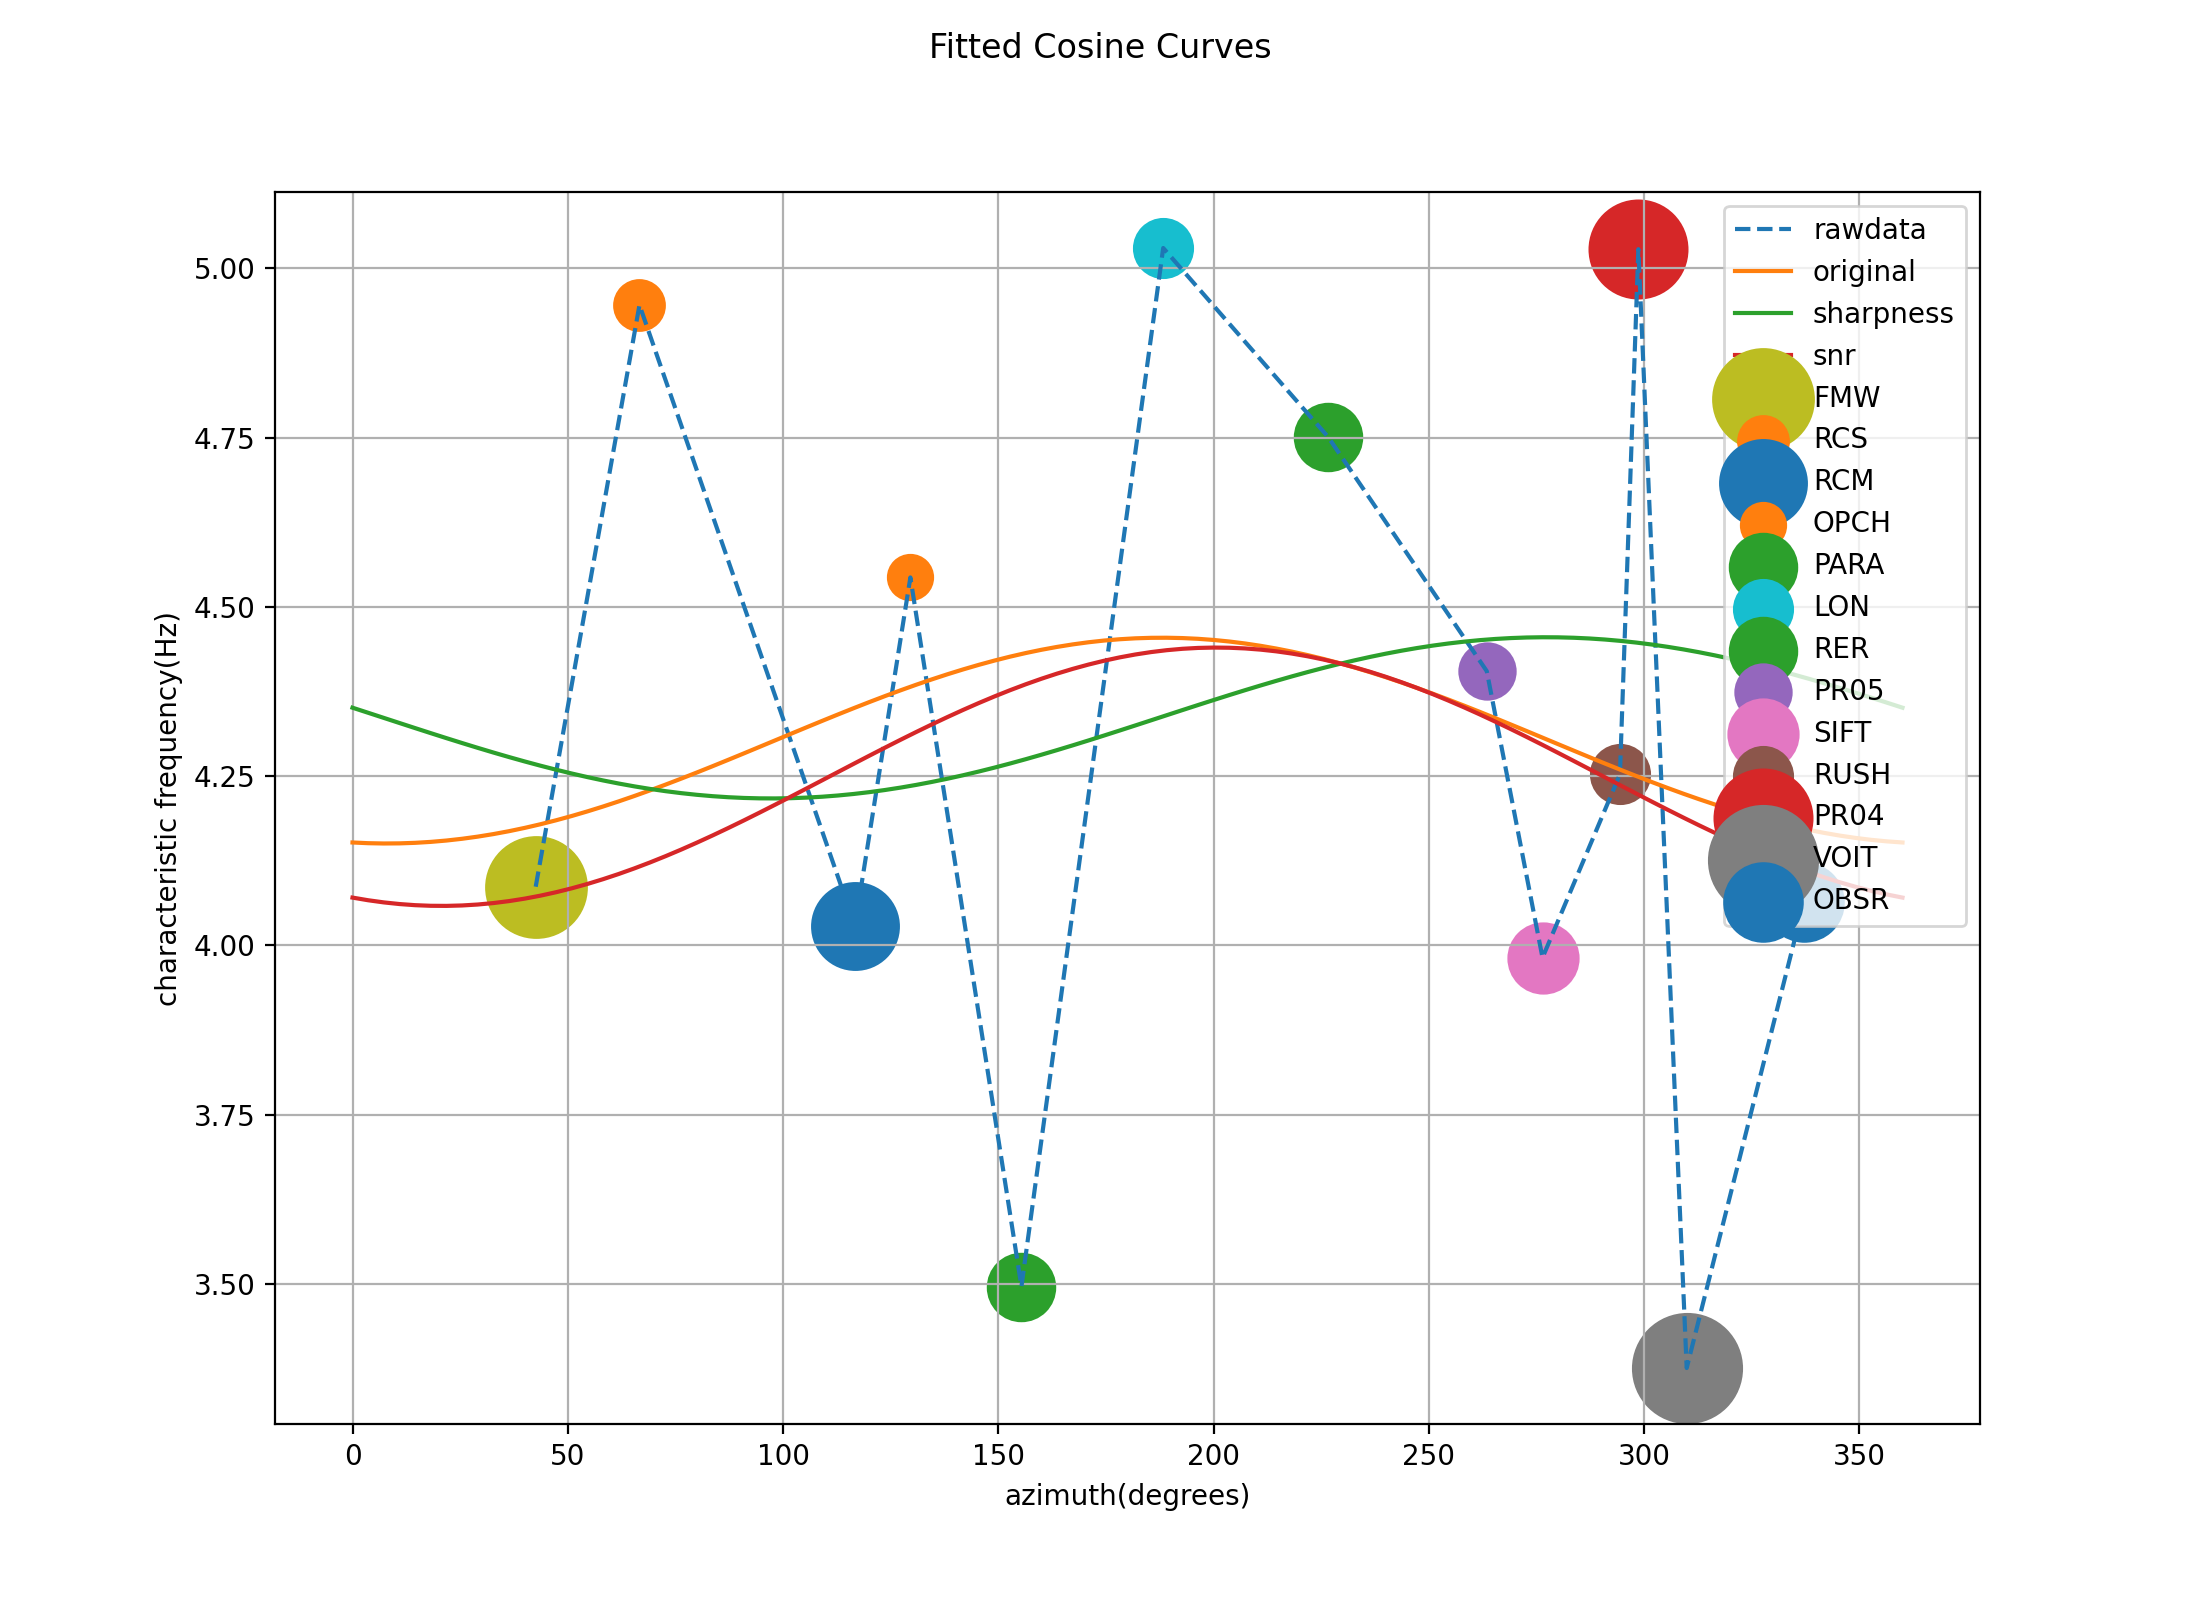 Fitted Cosine Curves
characteristic frequency(Hz)
5.00
4.75
4.50
4.25
4.00
3.75
3.50
rawdata
original
sharpness
snr
FMW
RCS
RCM
OPCH
PARA
LON
RER
PR05
SIFT
RUSH
PR04
VOIT
OBSR
0 50 100 150 200 250 300 350
azimuth(degrees)